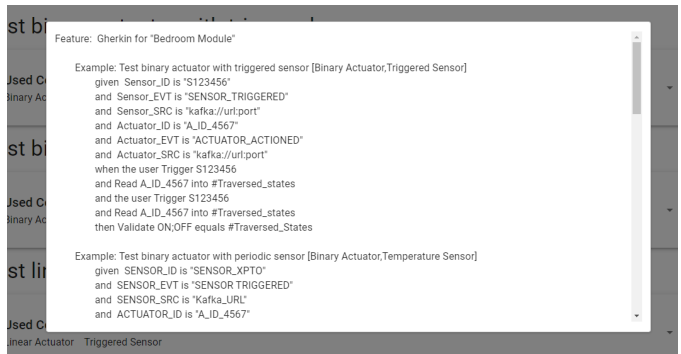 st bi
Feature:  Gherkin for "Bedroom Module"
Example: Test binary actuator with triggered sensor [Binary Actuator,Triggered Sensor]
Used Co
given  Sensor_ID is "S123456"
Binary Ac
and  Sensor_EVT is "SENSOR_TRIGGERED"
and  Sensor_SRC is "kafka://url:port"
and  Actuator_ID is "A_ID_4567"
and  Actuator_EVT is "ACTUATOR_ACTIONED"
st bi
and  Actuator_SRC is "kafka://url:port"
when the user Trigger S123456
and Read A_ID_4567 into #Traversed_states
Used Co
and the user Trigger S123456
Binary Ac
and Read A_ID_4567 into #Traversed_states
then Validate ON;OFF equals #Traversed_States
Example: Test binary actuator with periodic sensor [Binary Actuator,Temperature Sensor]
st lin
given  SENSOR_ID is "SENSOR_XPTO"
and  SENSOR_EVT is "SENSOR TRIGGERED"
and  SENSOR_SRC is "Kafka_URL"
and  ACTUATOR_ID is "A_ID_4567"
Used Co
Linear Actuator   Triggered Sensor